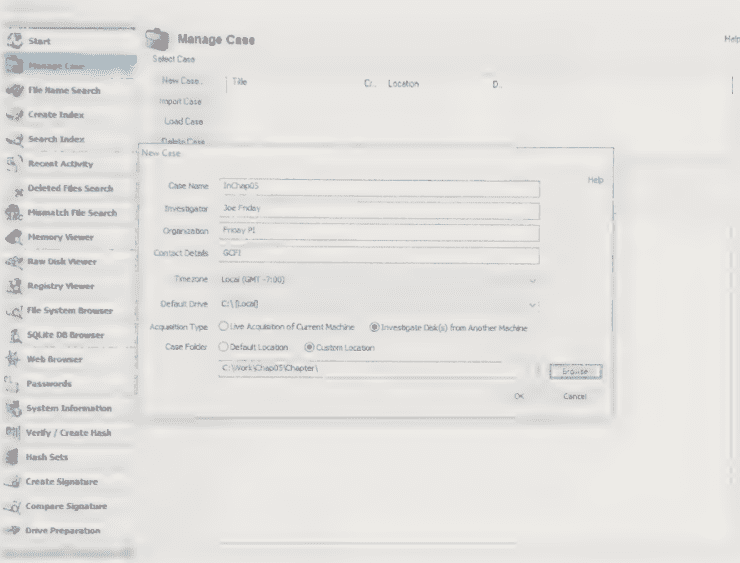 Start
Manage Case
File Name Search
Create Index
Search Index
Recent Activity
Deleted Files Search
Mismatch File Search
Memory Viewer
Raw Disk Viewer
Registry Viewer
File System Browser
SQLite DB Browser
Web Browser
Passwords
System Information
Verify / Create Hash
Hash Sets
Create Signature
Compare Signature
Drive Preparation
Manage Case
Help
Select Case
New Case..
Title
Cr..
Location
D..
Import Case
Load Case
Delete Case
New Case
Help
Case Name InChap05
Investigator Joe Friday
Organization Friday PI
Contact Details GCFI
Timezone Local (GMT -7:00)
Default Drive C:\ [Local]
Acquisition Type Live Acquisition of Current Machine Investigate Disk(s) from Another Machine
Case Folder Default Location Custom Location
C:\Work\Chap05\Chapter\ Browse
OK Cancel